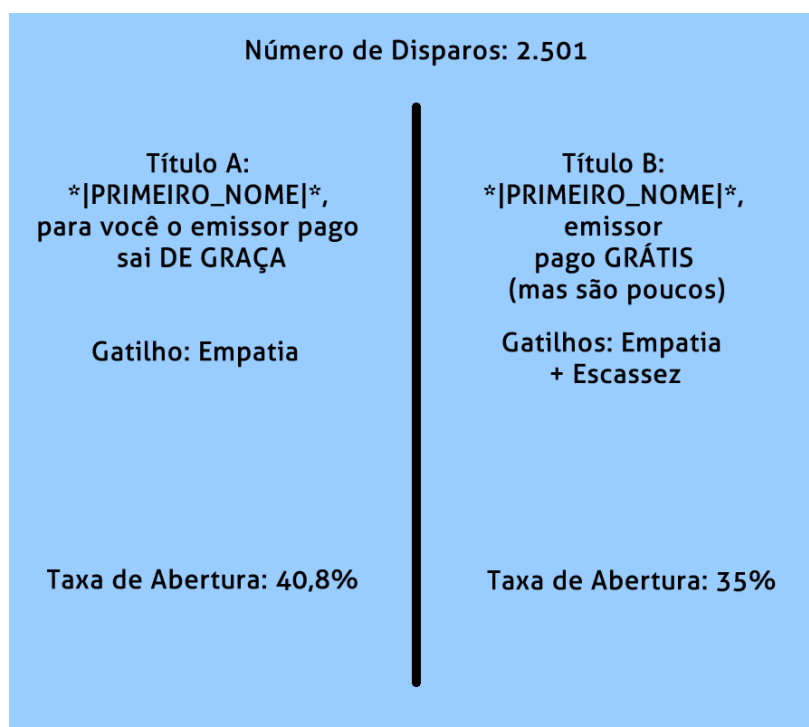 Número de Disparos: 2.501
Título A:
*|PRIMEIRO_NOME|*,
para você o emissor pago
sai DE GRAÇA
Gatilho: Empatia
Taxa de Abertura: 40,8%
Título B:
*|PRIMEIRO_NOME|*,
emissor
pago GRÁTIS
(mas são poucos)
Gatilhos: Empatia
+ Escassez
Taxa de Abertura: 35%